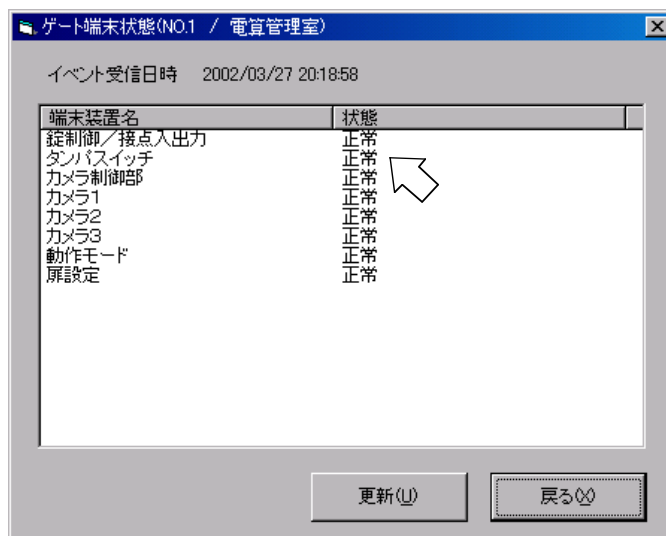 ゲート端末状態(NO.1 / 電算管理室)
イベント受信日時 2002/03/27 20:18:58
端末装置名 状態
錠制御/接点入出力 正常
タンパスイッチ 正常
カメラ制御部 正常
カメラ1 正常
カメラ2 正常
カメラ3 正常
動作モード 正常
扉設定 正常
更新(U) 戻る(X)